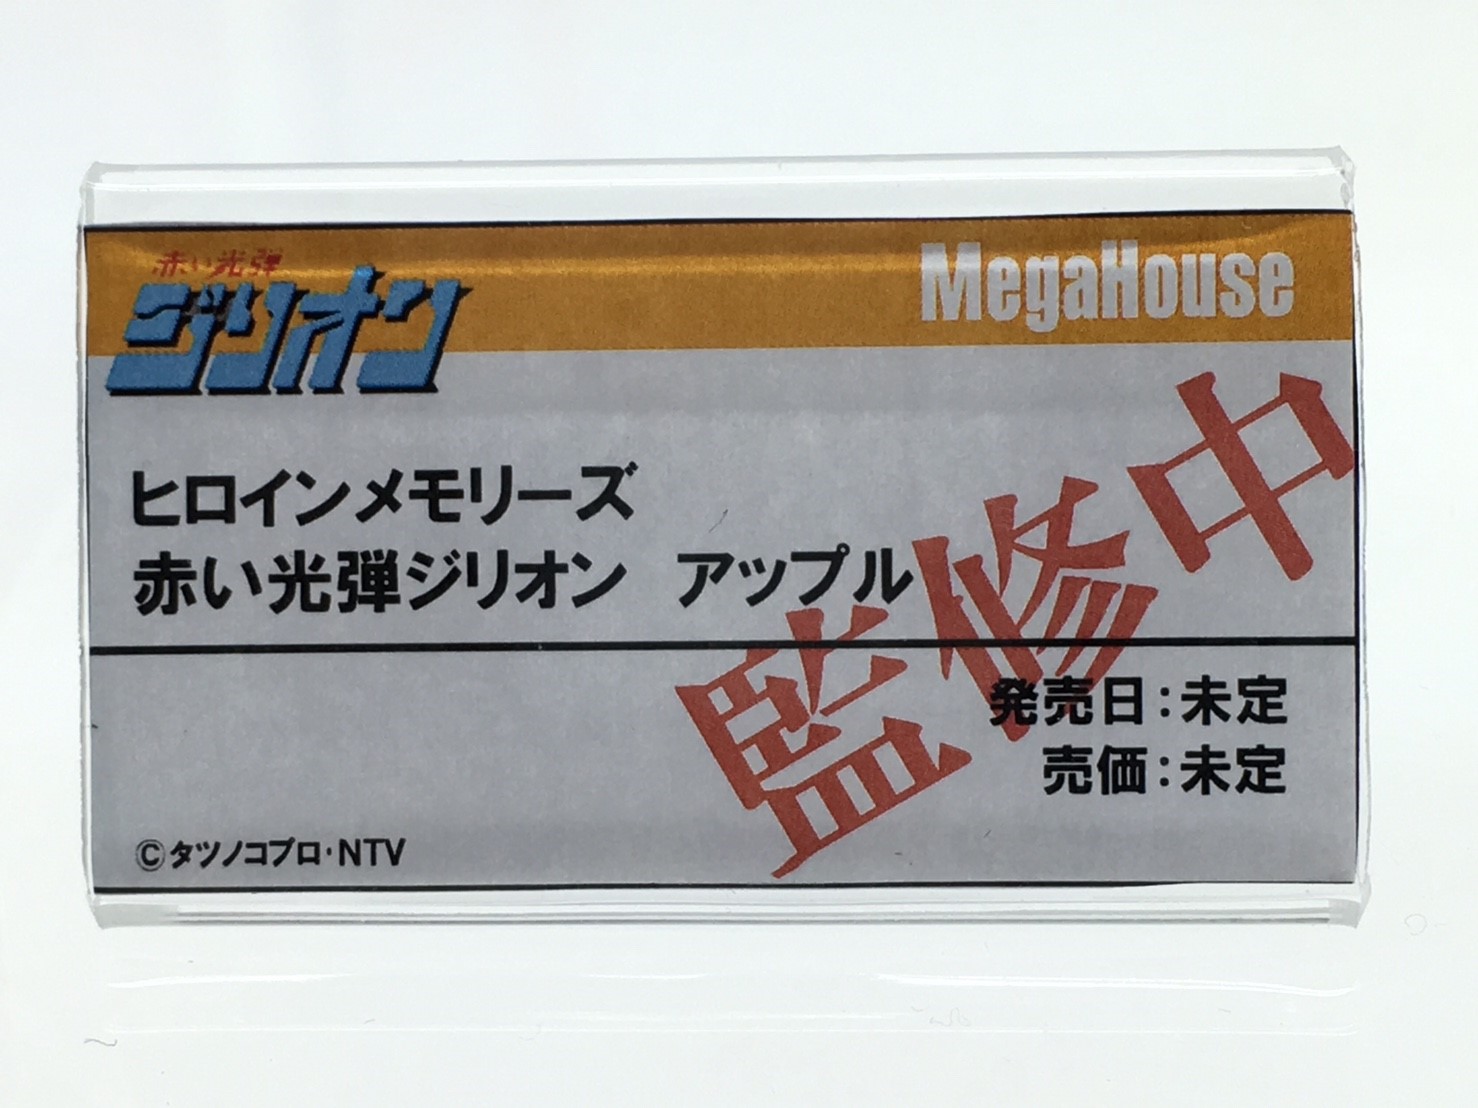 赤い光弾
ジリオン
MegaHouse
ヒロインメモリーズ
赤い光弾ジリオン　アップル
監修中
発売日：未定
売価：未定
©タツノコプロ・NTV